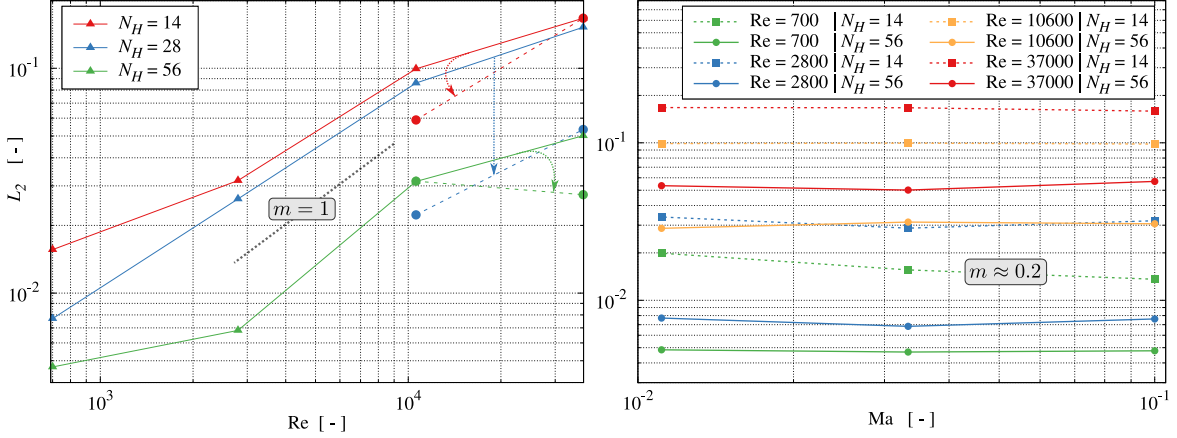 N_H = 14
N_H = 28
N_H = 56
10^-1
10^-2
L_2 [ - ]
m = 1
10^3
10^4
Re [ - ]
Re = 700 | N_H = 14
Re = 700 | N_H = 56
Re = 2800 | N_H = 14
Re = 2800 | N_H = 56
Re = 10600 | N_H = 14
Re = 10600 | N_H = 56
Re = 37000 | N_H = 14
Re = 37000 | N_H = 56
10^-1
10^-2
m ≈ 0.2
10^-2
10^-1
Ma [ - ]